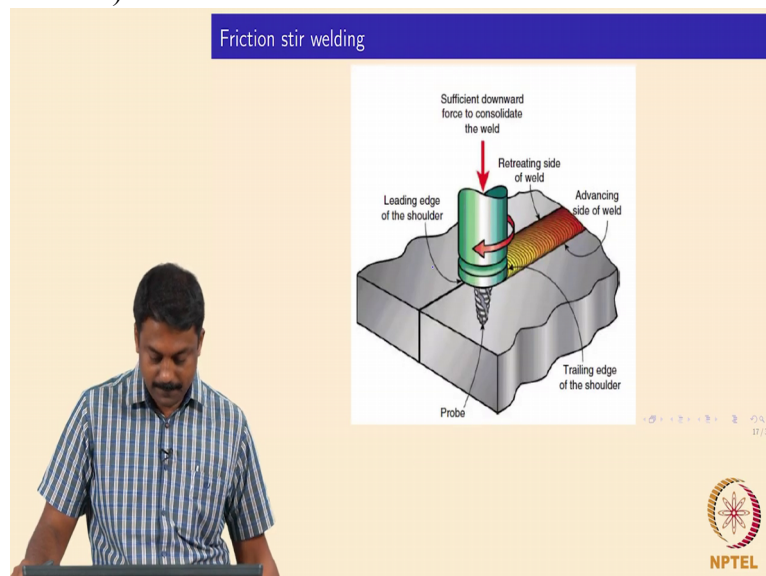 Friction stir welding
Sufficient downward
force to consolidate
the weld
Retreating side
of weld
Advancing
side of weld
Leading edge
of the shoulder
Trailing edge
of the shoulder
Probe
17/
NPTEL